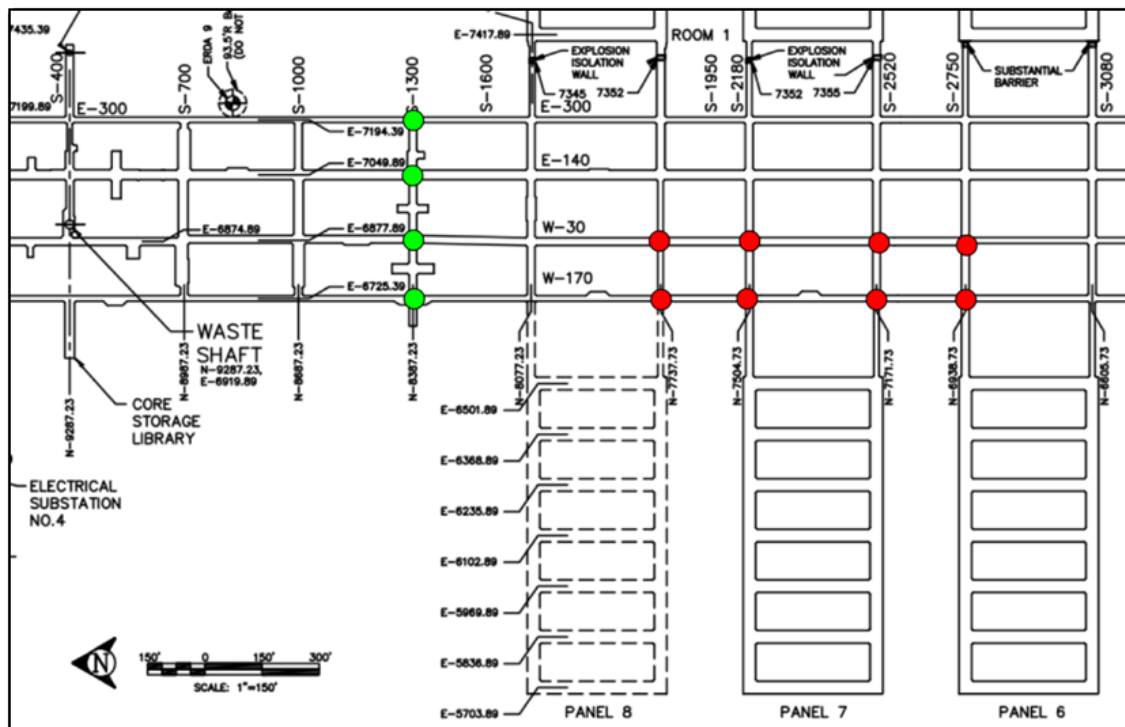 7435.39
S-400
7199.89
E-300
S-700
ERDA 9
93.5'R
(DO NOT
S-1000
S-1300
S-1600
E-7417.89
ROOM 1
EXPLOSION
ISOLATION
WALL
7345 7352
E-300
S-1950
S-2180
EXPLOSION
ISOLATION
WALL
7352 7355
S-2520
S-2750
SUBSTANTIAL
BARRIER
S-3080
E-7194.39
E-7049.89
E-140
E-6874.89
E-6877.89
W-30
E-6725.39
W-170
WASTE
SHAFT
N-9287.23,
E-6919.89
N-9287.23
N-8987.23
N-8687.23
N-8387.23
N-8077.23
N-7737.73
N-7504.73
N-7171.73
N-6938.73
N-6605.73
CORE
STORAGE
LIBRARY
ELECTRICAL
SUBSTATION
NO.4
E-6501.89
E-6368.89
E-6235.89
E-6102.89
E-5969.89
E-5836.89
E-5703.89
N
150' 0 150' 300'
SCALE: 1"=150'
PANEL 8
PANEL 7
PANEL 6